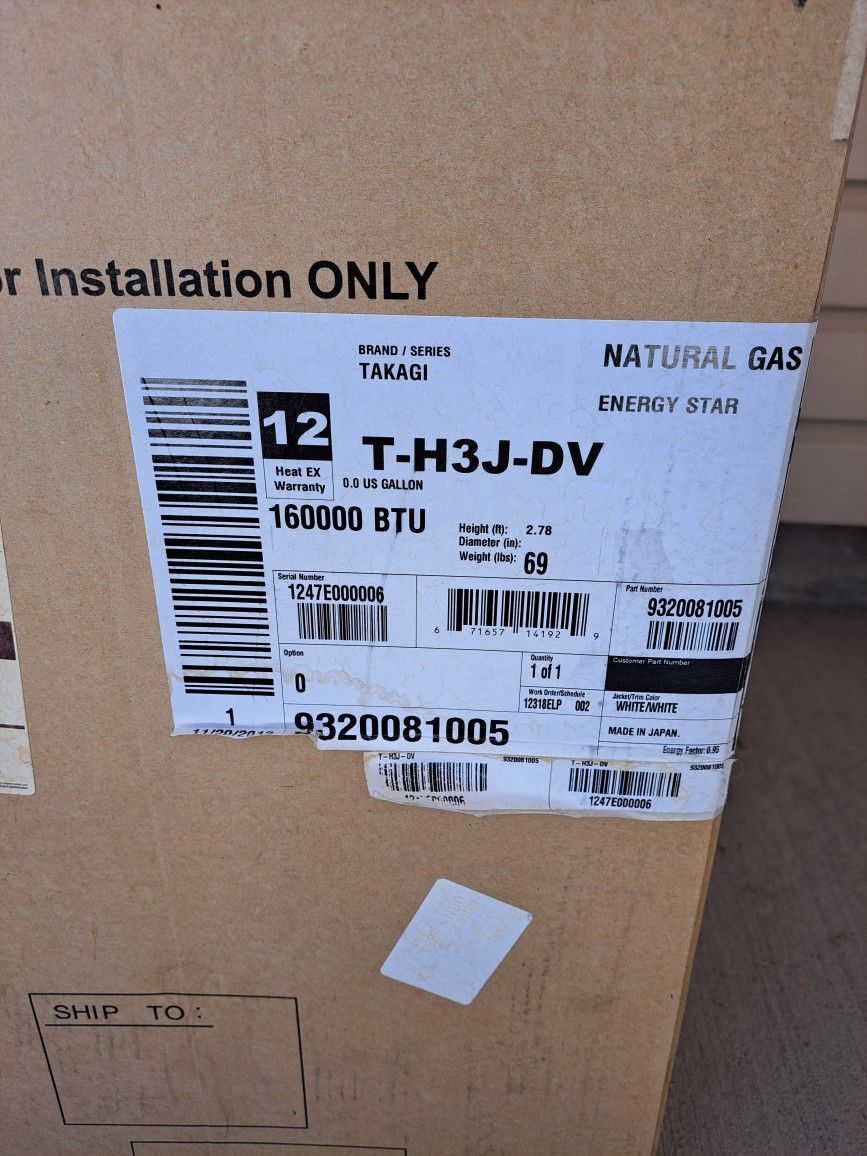 r Installation ONLY
BRAND / SERIES
TAKAGI
NATURAL GAS
ENERGY STAR
12
Heat EX
Warranty
T-H3J-DV
0.0 US GALLON
160000 BTU
Height (ft): 2.78
Diameter (in):
Weight (lbs): 69
Serial Number
1247E000006
6 71657 14192 9
Part Number
9320081005
Option
0
Quantity
1 of 1
Customer Part Number
Work Order/Schedule
12318ELP 002
Jacket/Trim Color
WHITE/WHITE
1
9320081005
MADE IN JAPAN.
Energy Factor: 0.95
T-H3J-DV 9320081005
T-H3J-DV 9320081005
1247E000006
SHIP TO: